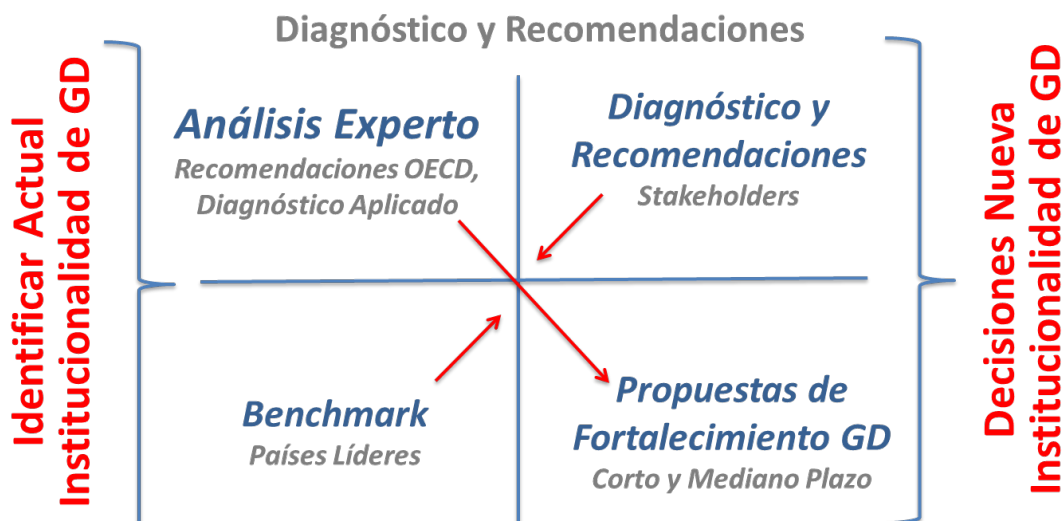 Diagnóstico y Recomendaciones
Identificar Actual
Institucionalidad de GD
Análisis Experto
Recomendaciones OECD,
Diagnóstico Aplicado
Diagnóstico y
Recomendaciones
Stakeholders
Benchmark
Países Líderes
Propuestas de
Fortalecimiento GD
Corto y Mediano Plazo
Decisiones Nueva
Institucionalidad de GD